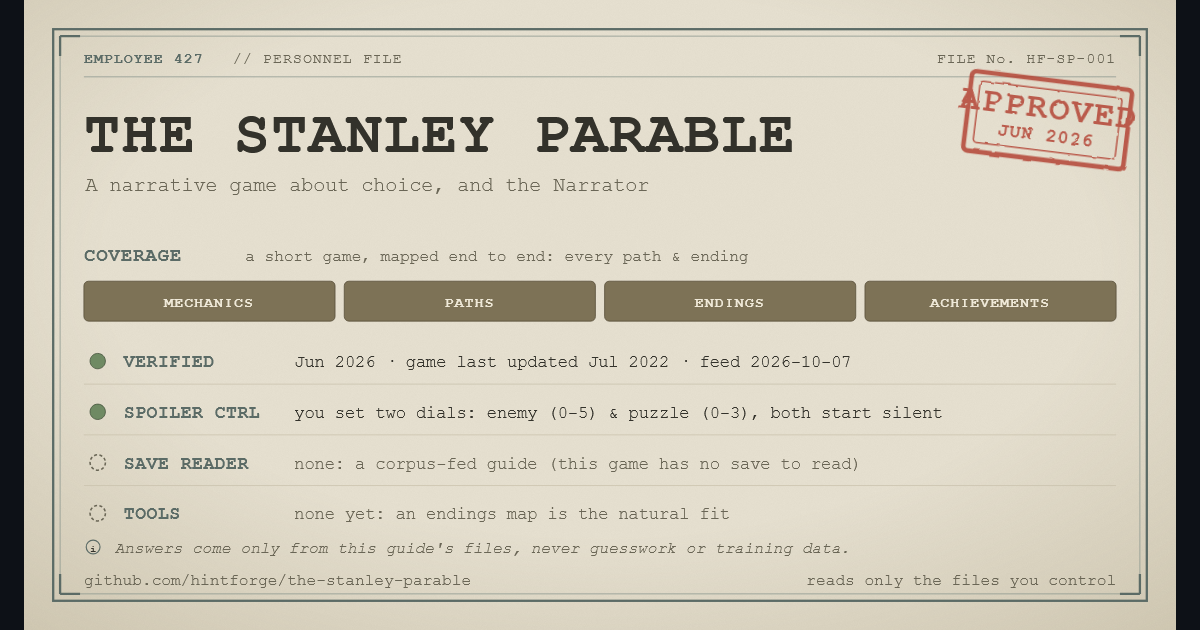 EMPLOYEE 427 // PERSONNEL FILE
FILE No. HF-SP-001
APPROVED
JUN 2026
THE STANLEY PARABLE
A narrative game about choice, and the Narrator
COVERAGE a short game, mapped end to end: every path & ending
MECHANICS PATHS ENDINGS ACHIEVEMENTS
VERIFIED Jun 2026 · game last updated Jul 2022 · feed 2026-10-07
SPOILER CTRL you set two dials: enemy (0-5) & puzzle (0-3), both start silent
SAVE READER none: a corpus-fed guide (this game has no save to read)
TOOLS none yet: an endings map is the natural fit
i Answers come only from this guide's files, never guesswork or training data.
github.com/hintforge/the-stanley-parable
reads only the files you control